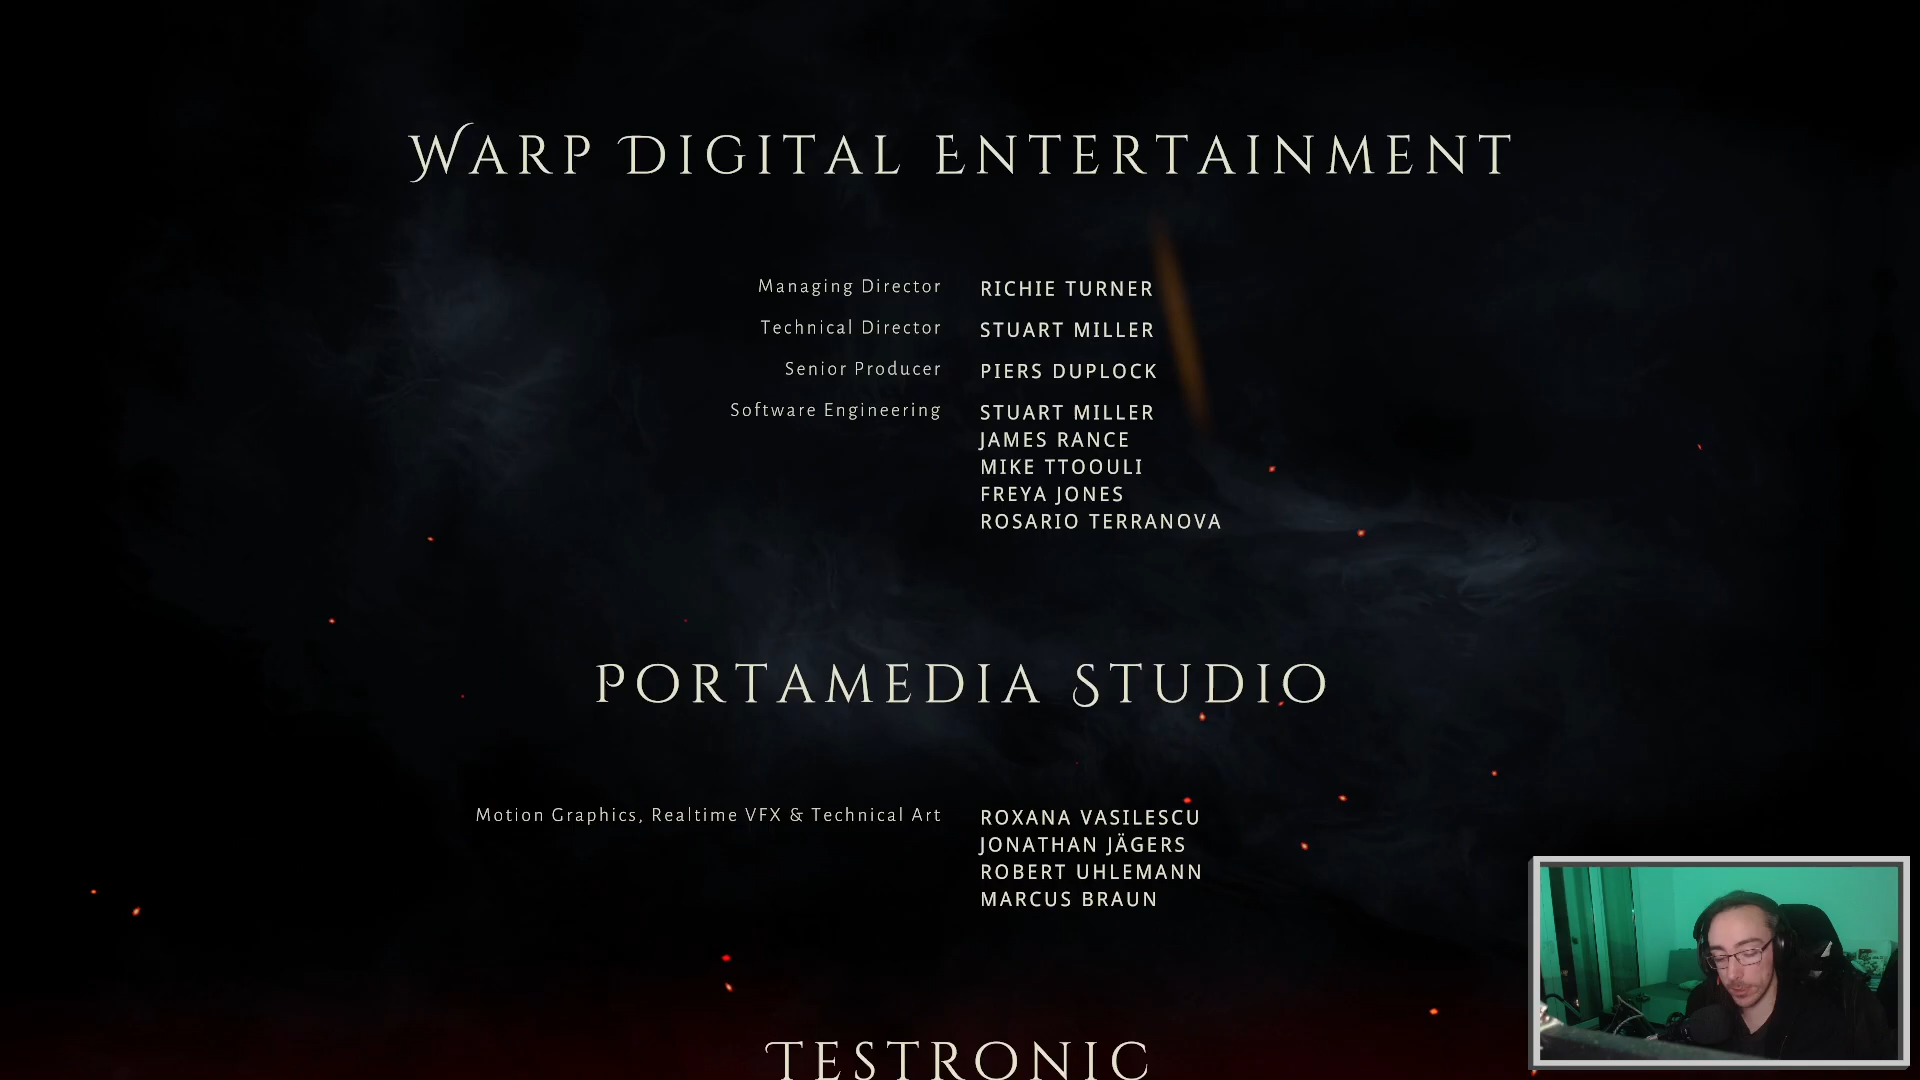 Warp Digital Entertainment
Managing Director RICHIE TURNER
Technical Director STUART MILLER
Senior Producer PIERS DUPLOCK
Software Engineering STUART MILLER
JAMES RANCE
MIKE TTOOULI
FREYA JONES
ROSARIO TERRANOVA
Portamedia Studio
Motion Graphics, Realtime VFX & Technical Art ROXANA VASILESCU
JONATHAN JÄGERS
ROBERT UHLEMANN
MARCUS BRAUN
Testronic